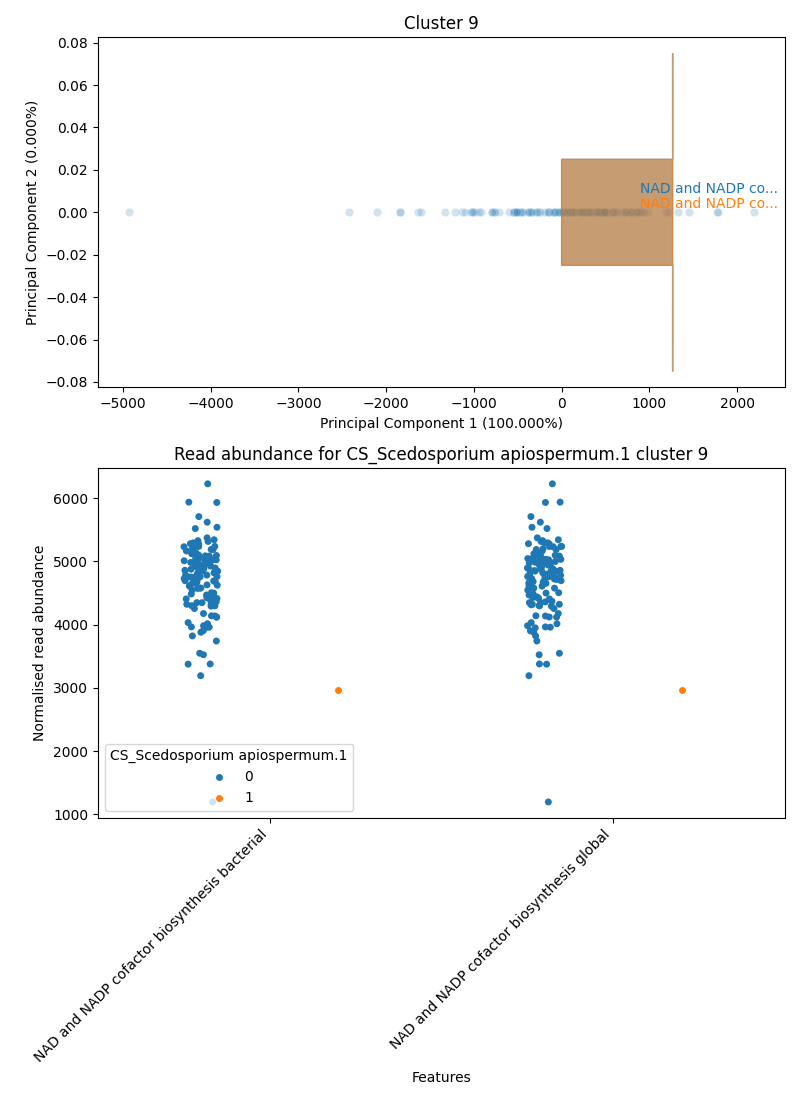 Cluster 9
0.08
0.06
0.04
0.02
0.00
−0.02
−0.04
−0.06
−0.08
Principal Component 2 (0.000%)
NAD and NADP co...
NAD and NADP co...
−5000 −4000 −3000 −2000 −1000 0 1000 2000
Principal Component 1 (100.000%)
Read abundance for CS_Scedosporium apiospermum.1 cluster 9
6000
5000
4000
3000
2000
1000
Normalised read abundance
CS_Scedosporium apiospermum.1
0
1
NAD and NADP cofactor biosynthesis bacterial
NAD and NADP cofactor biosynthesis global
Features